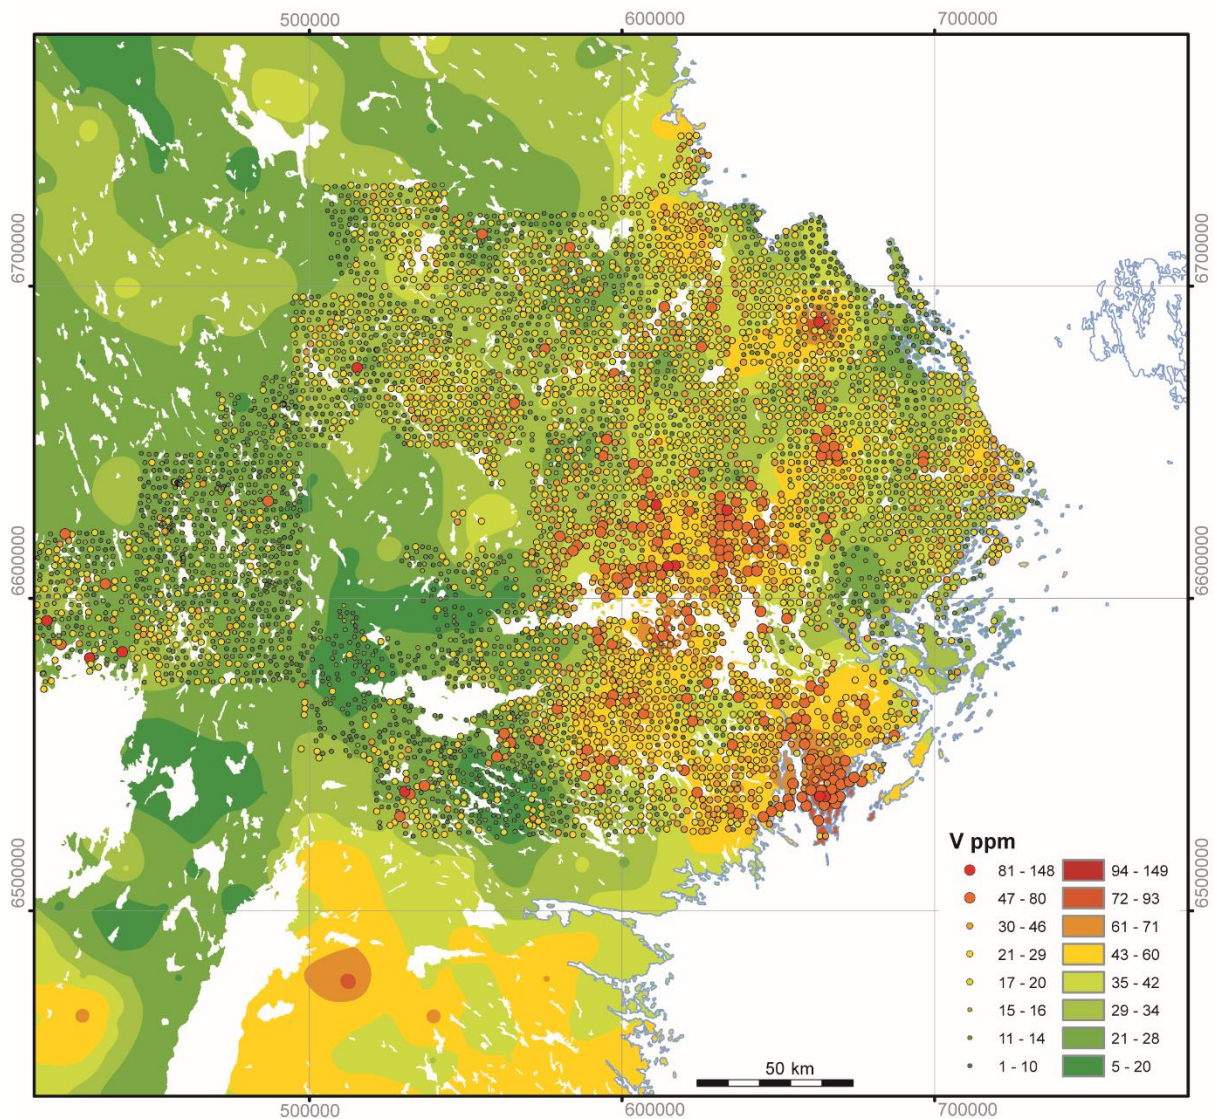 500000 600000 700000
6700000 6700000
6600000 6600000
6500000 6500000
V ppm
81 - 148 94 - 149
47 - 80 72 - 93
30 - 46 61 - 71
21 - 29 43 - 60
17 - 20 35 - 42
15 - 16 29 - 34
11 - 14 21 - 28
1 - 10 5 - 20
50 km
500000 600000 700000